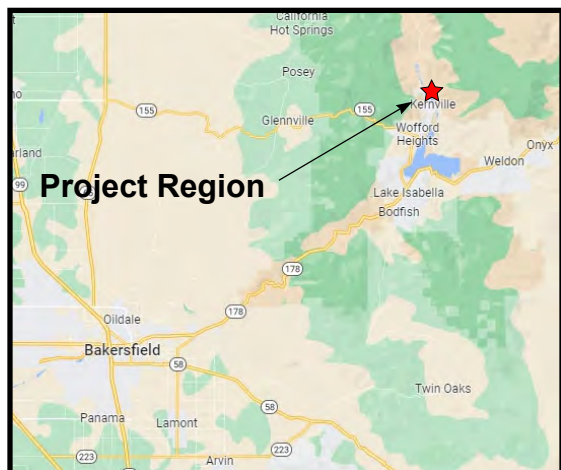 California
Hot Springs
Posey
155
155
Kernville
Glennville
Wofford
Heights
Onyx
Weldon
99
65
Project Region
Lake Isabella
Bodfish
178
178
Oildale
Bakersfield
58
Twin Oaks
58
Panama
Lamont
223
223
Arvin